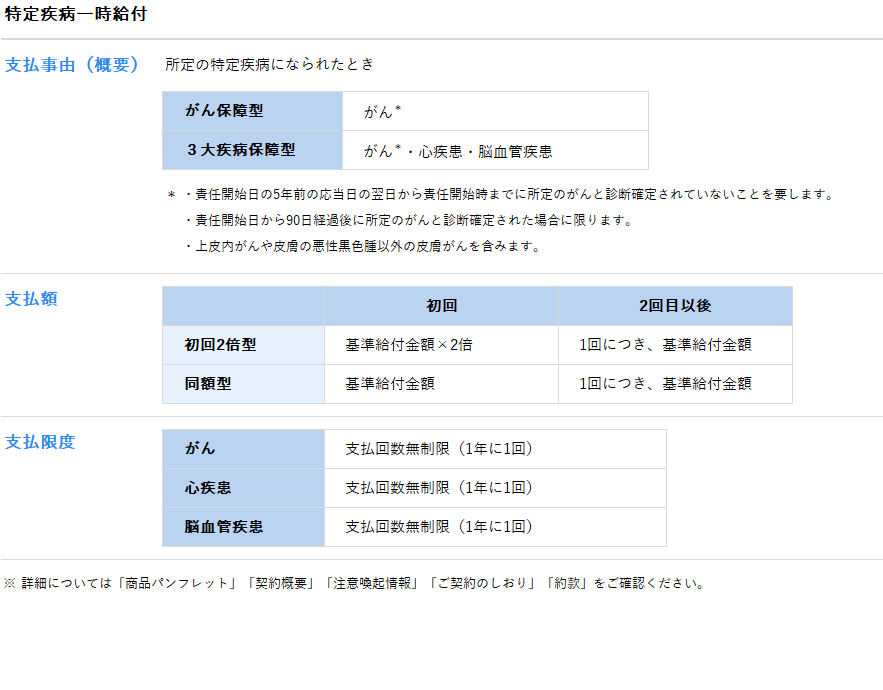 特定疾病一時給付
支払事由（概要） 所定の特定疾病になられたとき
がん保障型 がん*
３大疾病保障型 がん*・心疾患・脳血管疾患
* ・責任開始日の5年前の応当日の翌日から責任開始時までに所定のがんと診断確定されていないことを要します。
・責任開始日から90日経過後に所定のがんと診断確定された場合に限ります。
・上皮内がんや皮膚の悪性黒色腫以外の皮膚がんを含みます。
支払額 初回 2回目以後
初回2倍型 基準給付金額×2倍 1回につき、基準給付金額
同額型 基準給付金額 1回につき、基準給付金額
支払限度 がん 支払回数無制限（1年に1回）
心疾患 支払回数無制限（1年に1回）
脳血管疾患 支払回数無制限（1年に1回）
※ 詳細については「商品パンフレット」「契約概要」「注意喚起情報」「ご契約のしおり」「約款」をご確認ください。